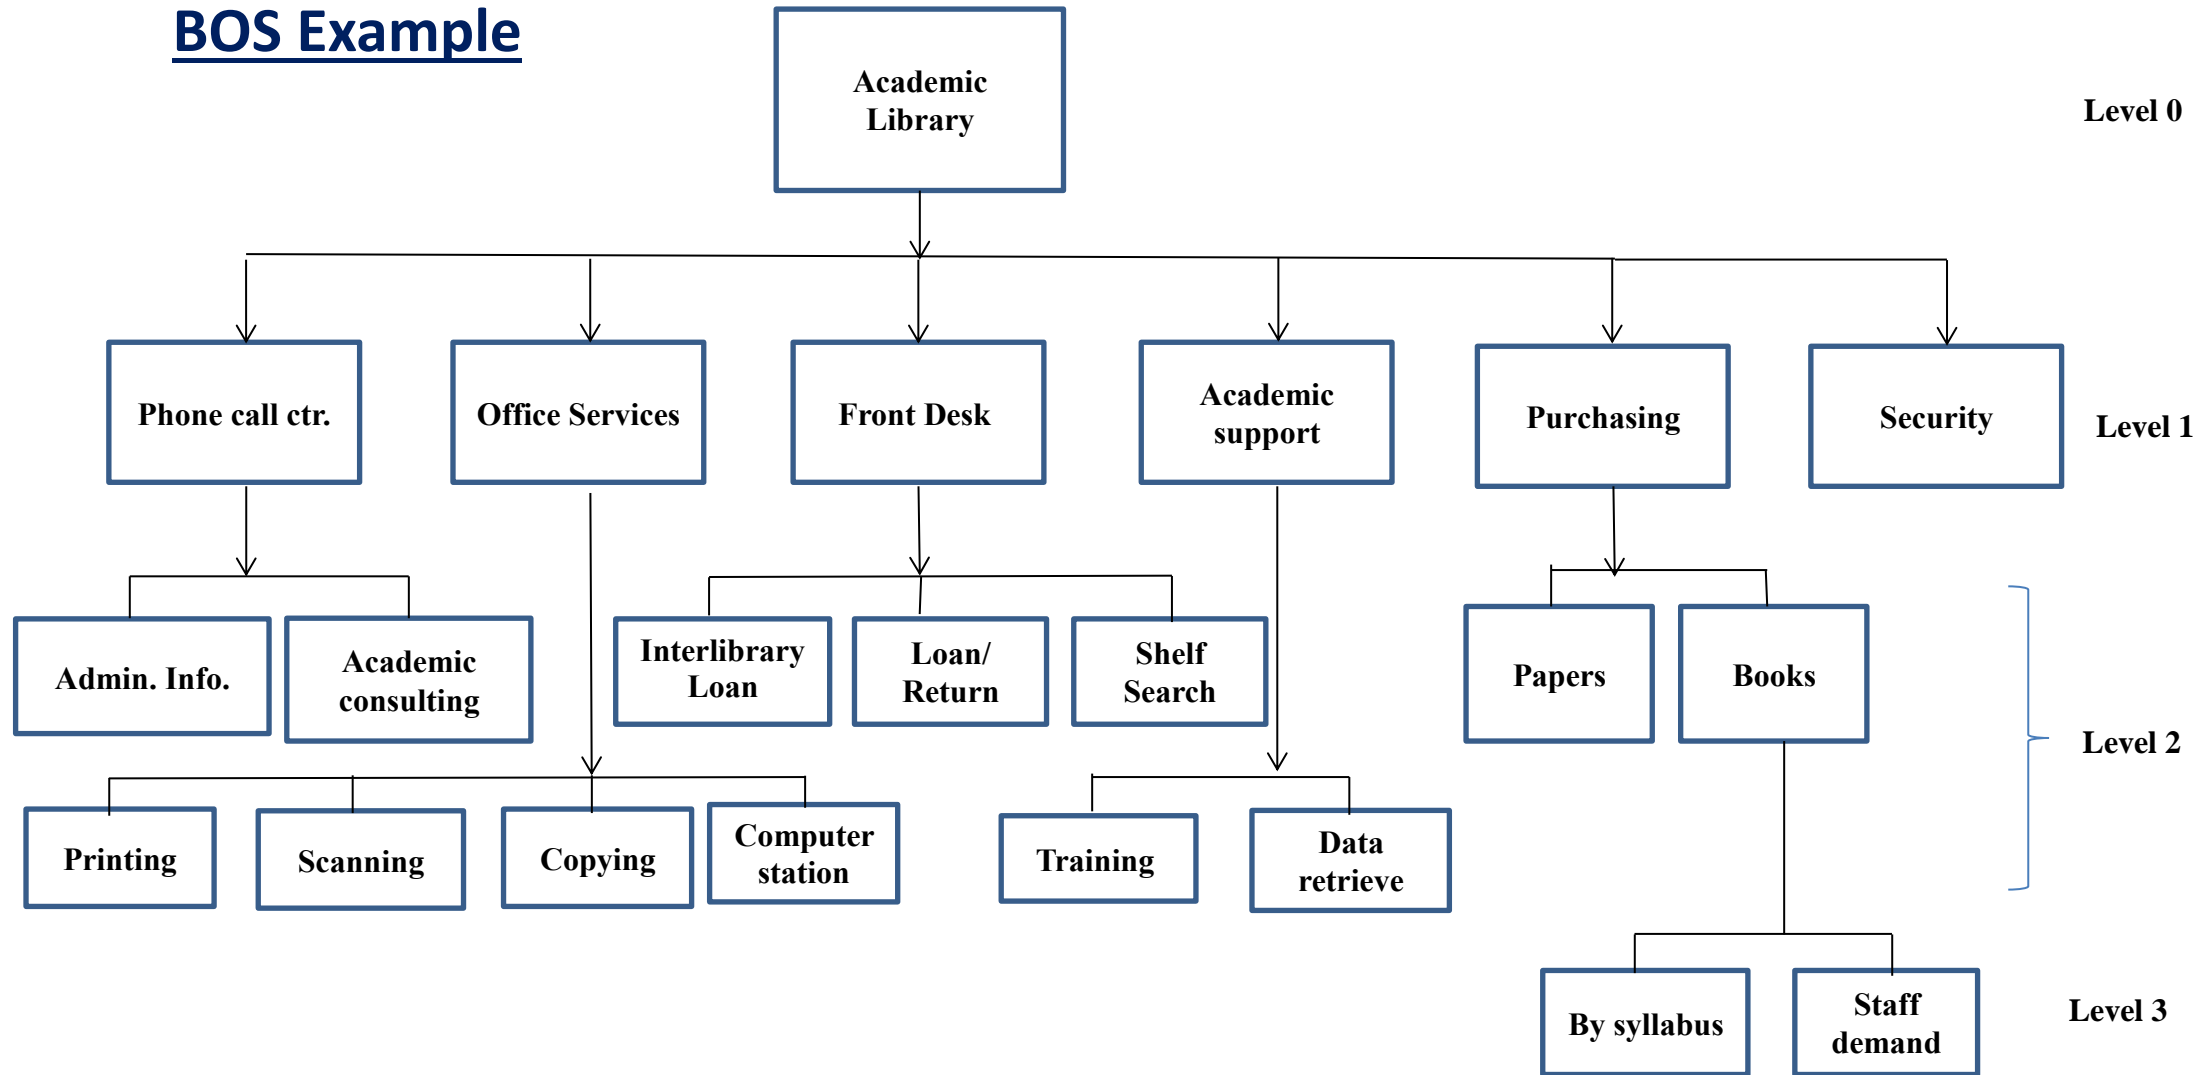 BOS Example
Academic
Library
Level 0
Phone call ctr.
Office Services
Front Desk
Academic
support
Purchasing
Security
Level 1
Admin. Info.
Academic
consulting
Interlibrary
Loan
Loan/
Return
Shelf
Search
Papers
Books
Level 2
Printing
Scanning
Copying
Computer
station
Training
Data
retrieve
By syllabus
Staff
demand
Level 3